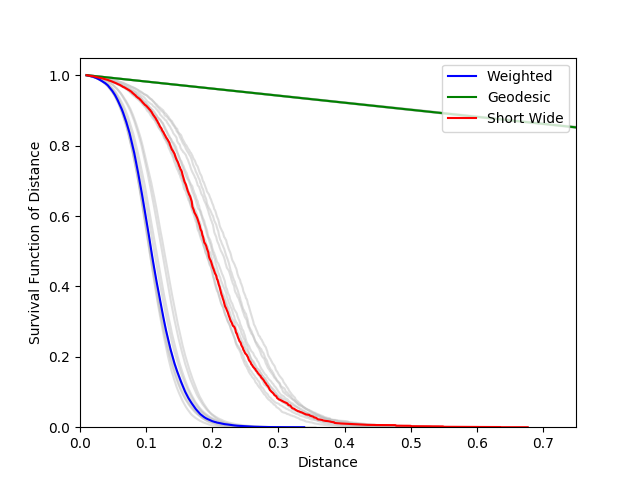 Weighted
Geodesic
Short Wide
Survival Function of Distance
1.0
0.8
0.6
0.4
0.2
0.0
0.0 0.1 0.2 0.3 0.4 0.5 0.6 0.7
Distance